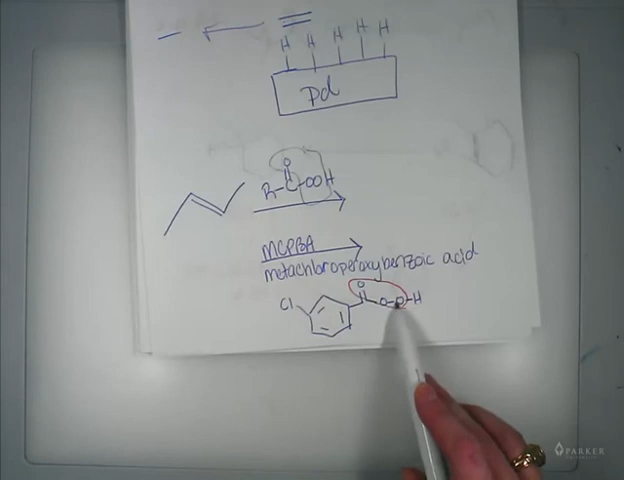 H H H H H
Pd
O
R-C-OOH
MCPBA
metachloroperoxybenzoic acid
O
Cl O-O-H
PARKER